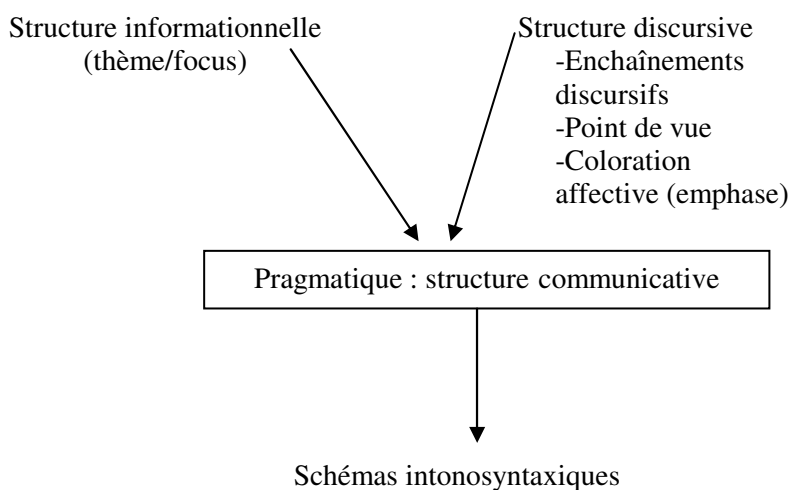 Structure informationnelle
(thème/focus)
Structure discursive
-Enchaînements
discursifs
-Point de vue
-Coloration
affective (emphase)
Pragmatique : structure communicative
Schémas intonosyntaxiques